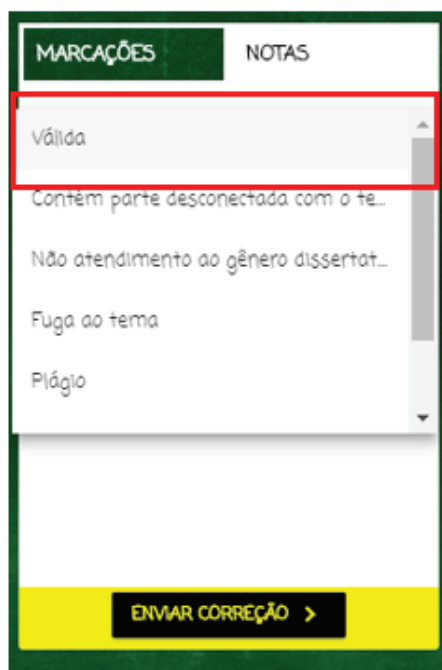 MARCAÇÕES NOTAS
Válida
Contém parte desconectada com o te...
Não atendimento ao gênero dissertat...
Fuga ao tema
Plágio
ENVIAR CORREÇÃO >